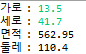 가로 : 13.5
세로 : 41.7
면적 : 562.95
둘레 : 110.4